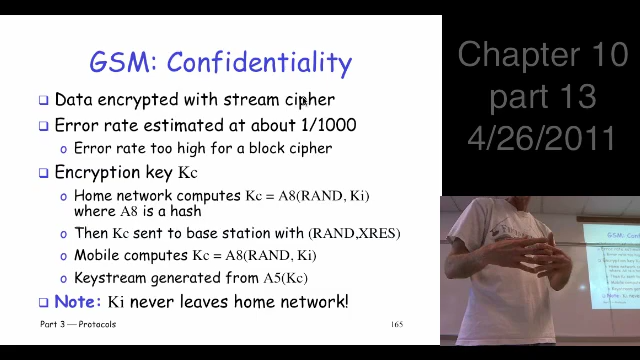 GSM: Confidentiality
Data encrypted with stream cipher
Error rate estimated at about 1/1000
Error rate too high for a block cipher
Encryption key Kc
Home network computes Kc = A8(RAND, Ki)
where A8 is a hash
Then Kc sent to base station with (RAND,XRES)
Mobile computes Kc = A8(RAND, Ki)
Keystream generated from A5(Kc)
Note: Ki never leaves home network!
Part 3 — Protocols
165
Chapter 10
part 13
4/26/2011
GSM: Confidentiality